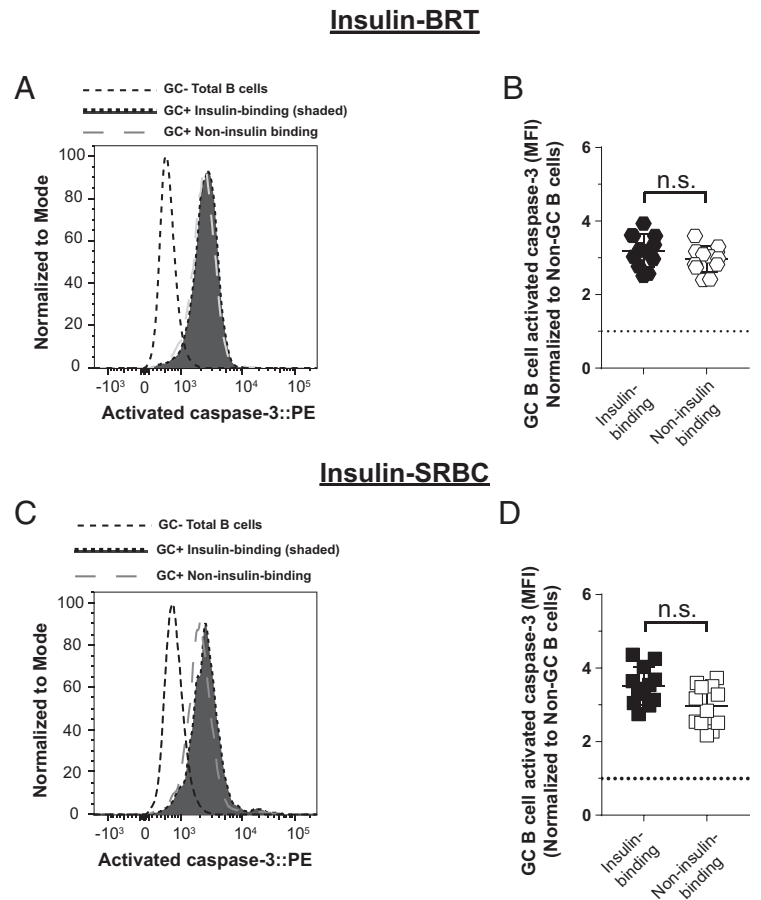 Insulin-BRT
A
GC- Total B cells
GC+ Insulin-binding (shaded)
GC+ Non-insulin binding
Normalized to Mode
100
80
60
40
20
0
-10³ 0 10³ 10⁴ 10⁵
Activated caspase-3::PE
B
GC B cell activated caspase-3 (MFI)
Normalized to Non-GC B cells)
6
4
2
0
n.s.
Insulin-
binding
Non-insulin
binding
Insulin-SRBC
C
GC- Total B cells
GC+ Insulin-binding (shaded)
GC+ Non-insulin-binding
Normalized to Mode
100
80
60
40
20
0
-10³ 0 10³ 10⁴ 10⁵
Activated caspase-3::PE
D
GC B cell activated caspase-3 (MFI)
(Normalized to Non-GC B cells)
6
4
2
0
n.s.
Insulin-
binding
Non-insulin-
binding